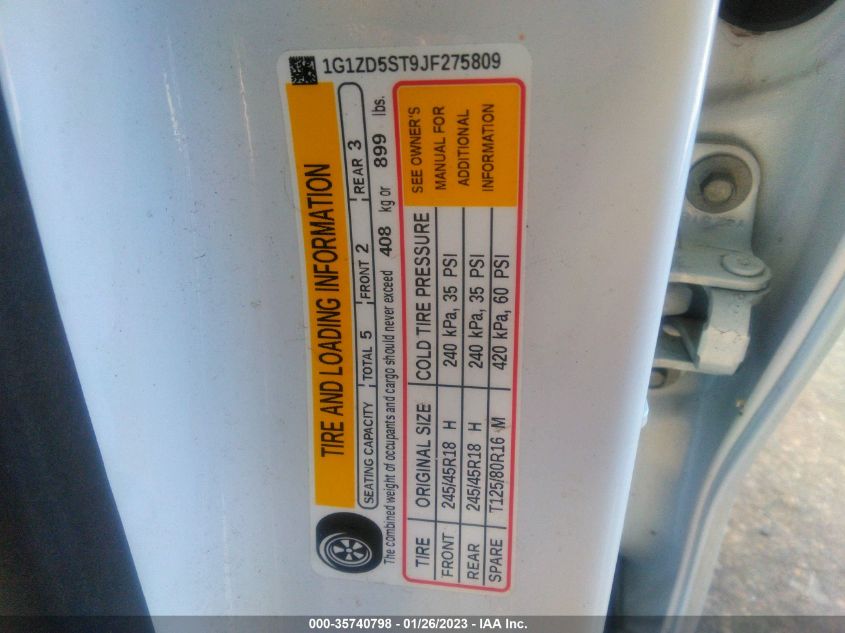 1G1ZD5ST9JF275809
TIRE AND LOADING INFORMATION
SEATING CAPACITY TOTAL 5 FRONT 2 REAR 3
The combined weight of occupants and cargo should never exceed 408 kg or 899 lbs.
TIRE ORIGINAL SIZE COLD TIRE PRESSURE SEE OWNER'S
FRONT 245/45R18 H 240 kPa, 35 PSI MANUAL FOR
REAR 245/45R18 H 240 kPa, 35 PSI ADDITIONAL
SPARE T125/80R16 M 420 kPa, 60 PSI INFORMATION
000-35740798 - 01/26/2023 - IAA Inc.